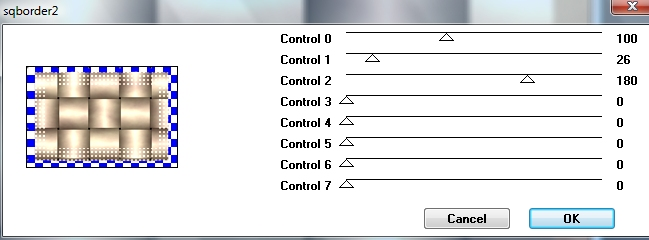 sqborder2
Control 0 100
Control 1 26
Control 2 180
Control 3 0
Control 4 0
Control 5 0
Control 6 0
Control 7 0
Cancel OK